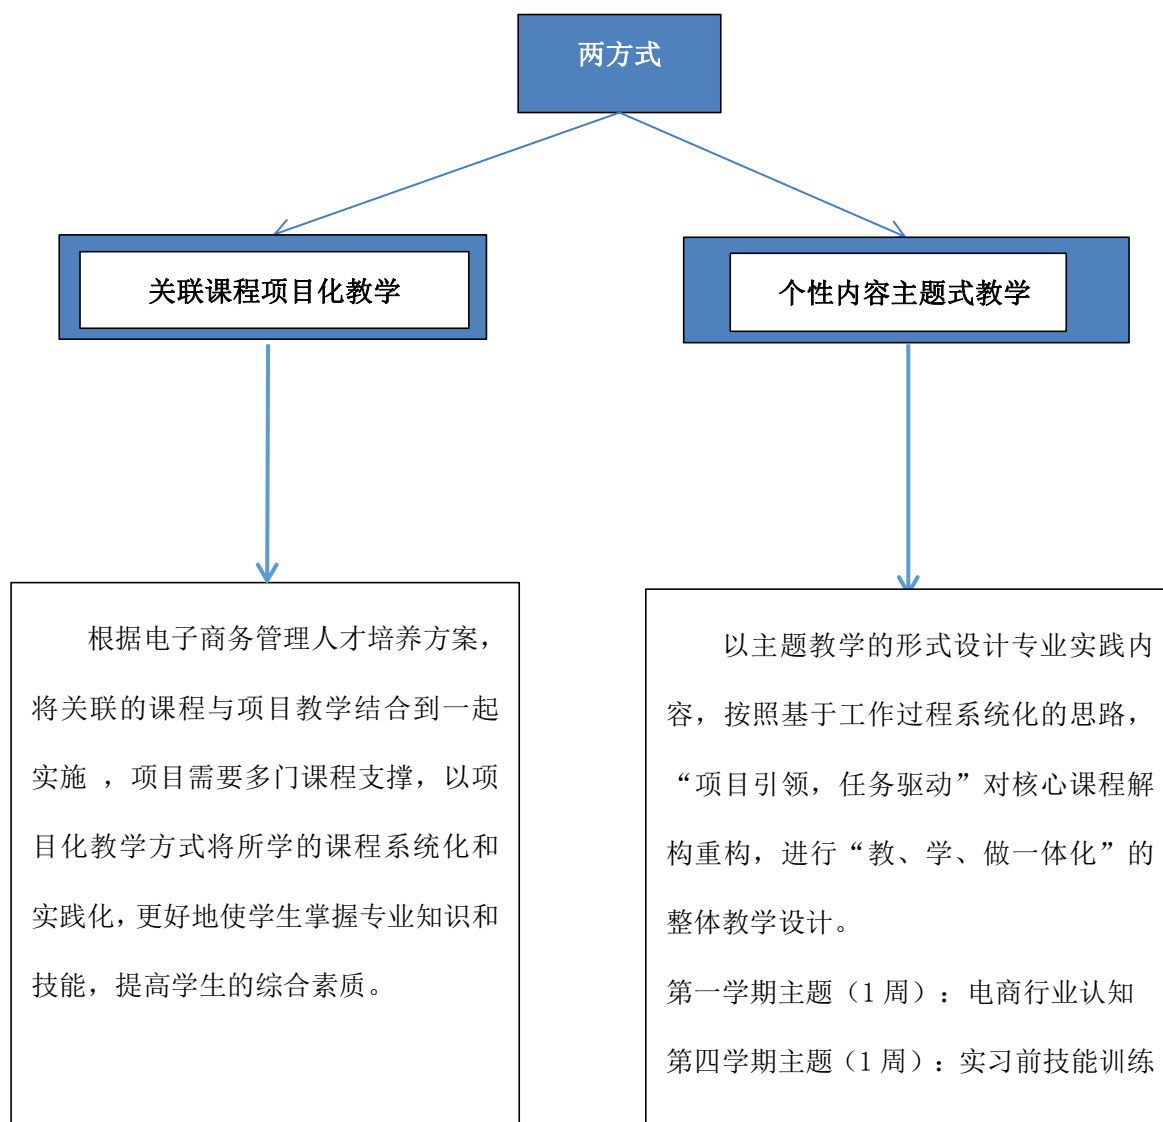 两方式
关联课程项目化教学
个性内容主题式教学
根据电子商务管理人才培养方案，
将关联的课程与项目教学结合到一起
实施 ，项目需要多门课程支撑，以项
目化教学方式将所学的课程系统化和
实践化，更好地使学生掌握专业知识和
技能，提高学生的综合素质。
以主题教学的形式设计专业实践内
容，按照基于工作过程系统化的思路，
“项目引领，任务驱动”对核心课程解
构重构，进行“教、学、做一体化”的
整体教学设计。
第一学期主题（1 周）：电商行业认知
第四学期主题（1 周）：实习前技能训练